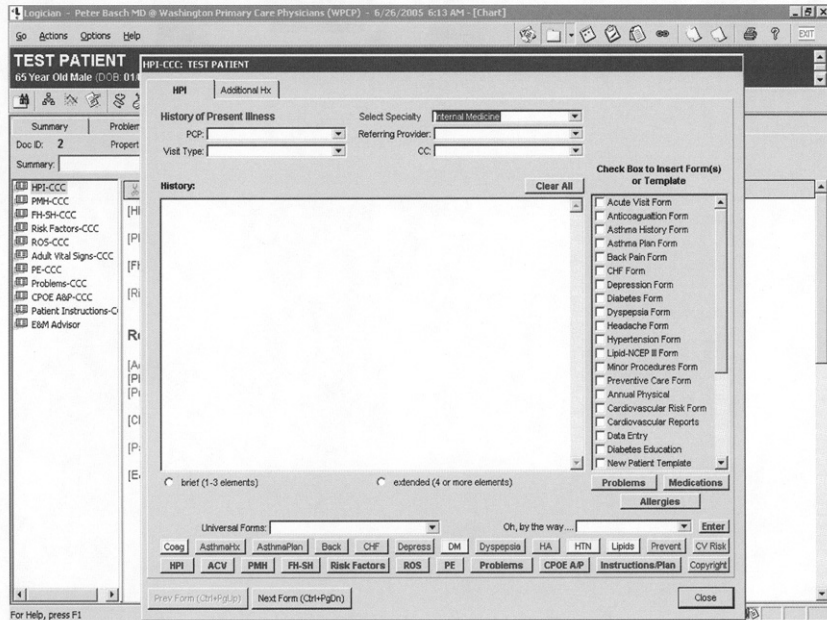 Logician - Peter Basch MD @ Washington Primary Care Physicians (WPCP) - 6/26/2005 6:13 AM - [Chart]
Go Actions Options Help
EXIT
TEST PATIENT
65 Year Old Male (DOB:
Summary
Doc ID: 2
Summary:
HPI-CCC
PMH-CCC
FH-SH-CCC
Risk Factors-CCC
ROS-CCC
Adult Vital Signs-CCC
PE-CCC
Problems-CCC
CPOE A&P-CCC
Patient Instructions-C
E&M Advisor
HPI-CCC: TEST PATIENT
HPI Additional Hx
History of Present Illness Select Specialty Internal Medicine
PCP: Referring Provider:
Visit Type: CC:
Check Box to Insert Form(s)
or Template
History: Clear All
Acute Visit Form
Anticoaguation Form
Asthma History Form
Asthma Plan Form
Back Pain Form
CHF Form
Depression Form
Diabetes Form
Dyspepsia Form
Headache Form
Hypertension Form
Lipid-NCEP III Form
Minor Procedures Form
Preventive Care Form
Annual Physical
Cardiovascular Risk Form
Cardiovascular Reports
Data Entry
Diabetes Education
New Patient Template
brief (1-3 elements) extended (4 or more elements)
Problems Medications
Allergies
Universal Forms: Oh, by the way.... Enter
Coag AsthmaHx AsthmaPlan Back CHF Depress DM Dyspepsia HA HTN Lipids Prevent CV Risk
HPI ACV PMH FH-SH Risk Factors ROS PE Problems CPOE A/P Instructions/Plan Copyright
Prev Form (Ctrl+PgUp) Next Form (Ctrl+PgDn) Close
For Help, press F1